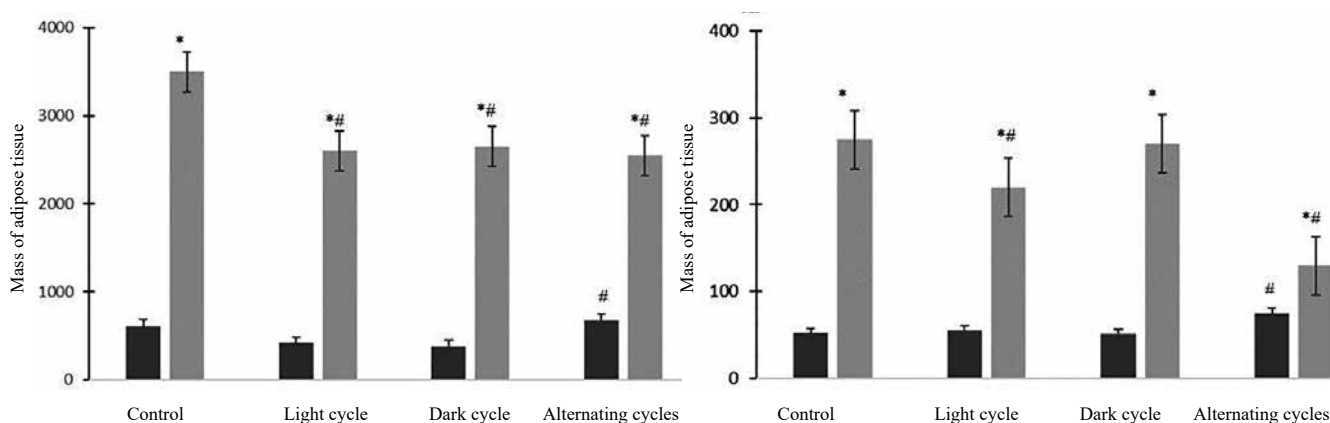 Mass of adipose tissue
4000
3000
2000
1000
0
*
*#
*#
#
*#
Control
Light cycle
Dark cycle
Alternating cycles
Mass of adipose tissue
400
300
200
100
0
*
*#
*
#
*#
Control
Light cycle
Dark cycle
Alternating cycles